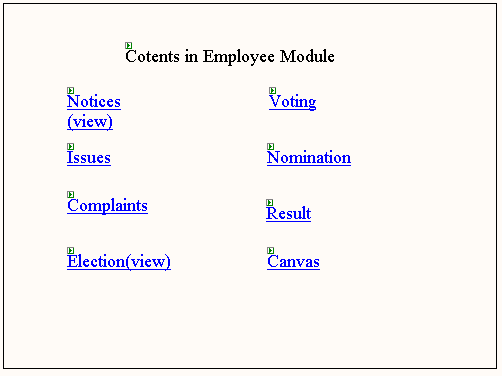 Cotents in Employee Module
Notices
(view)
Voting
Issues
Nomination
Complaints
Result
Election(view)
Canvas